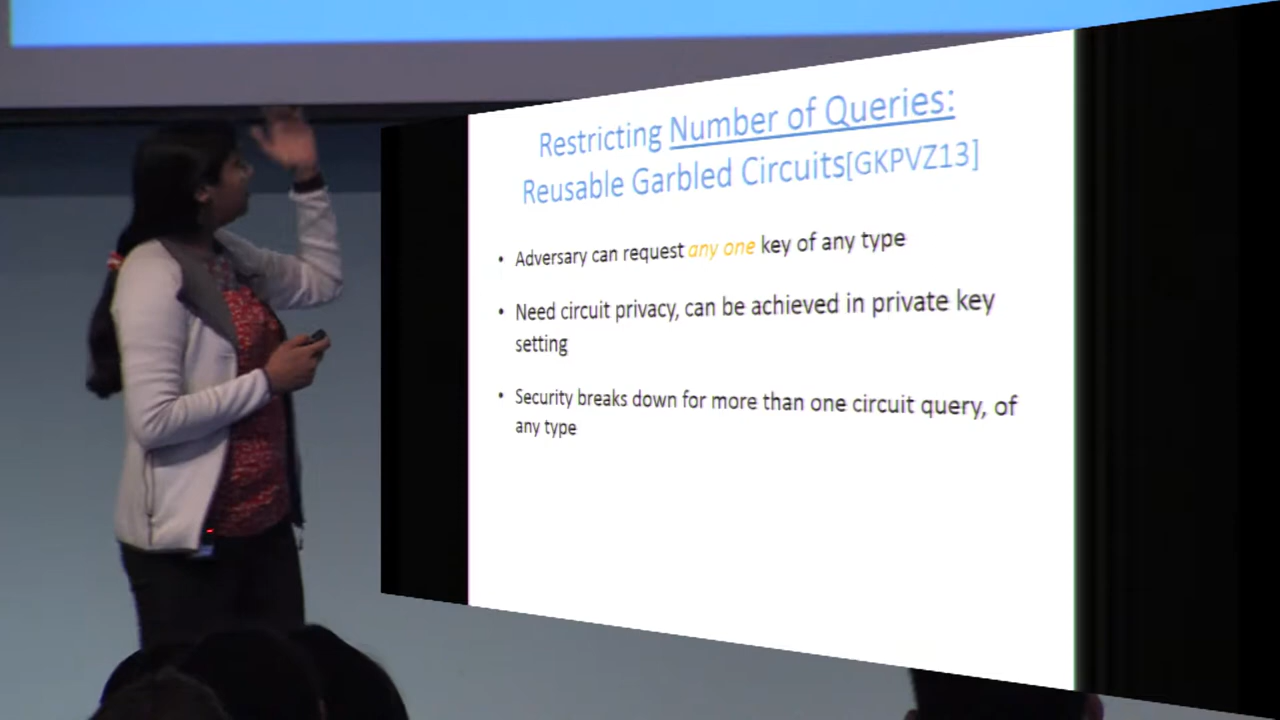 Restricting Number of Queries:
Reusable Garbled Circuits[GKPVZ13]
• Adversary can request any one key of any type
• Need circuit privacy, can be achieved in private key
setting
• Security breaks down for more than one circuit query, of
any type